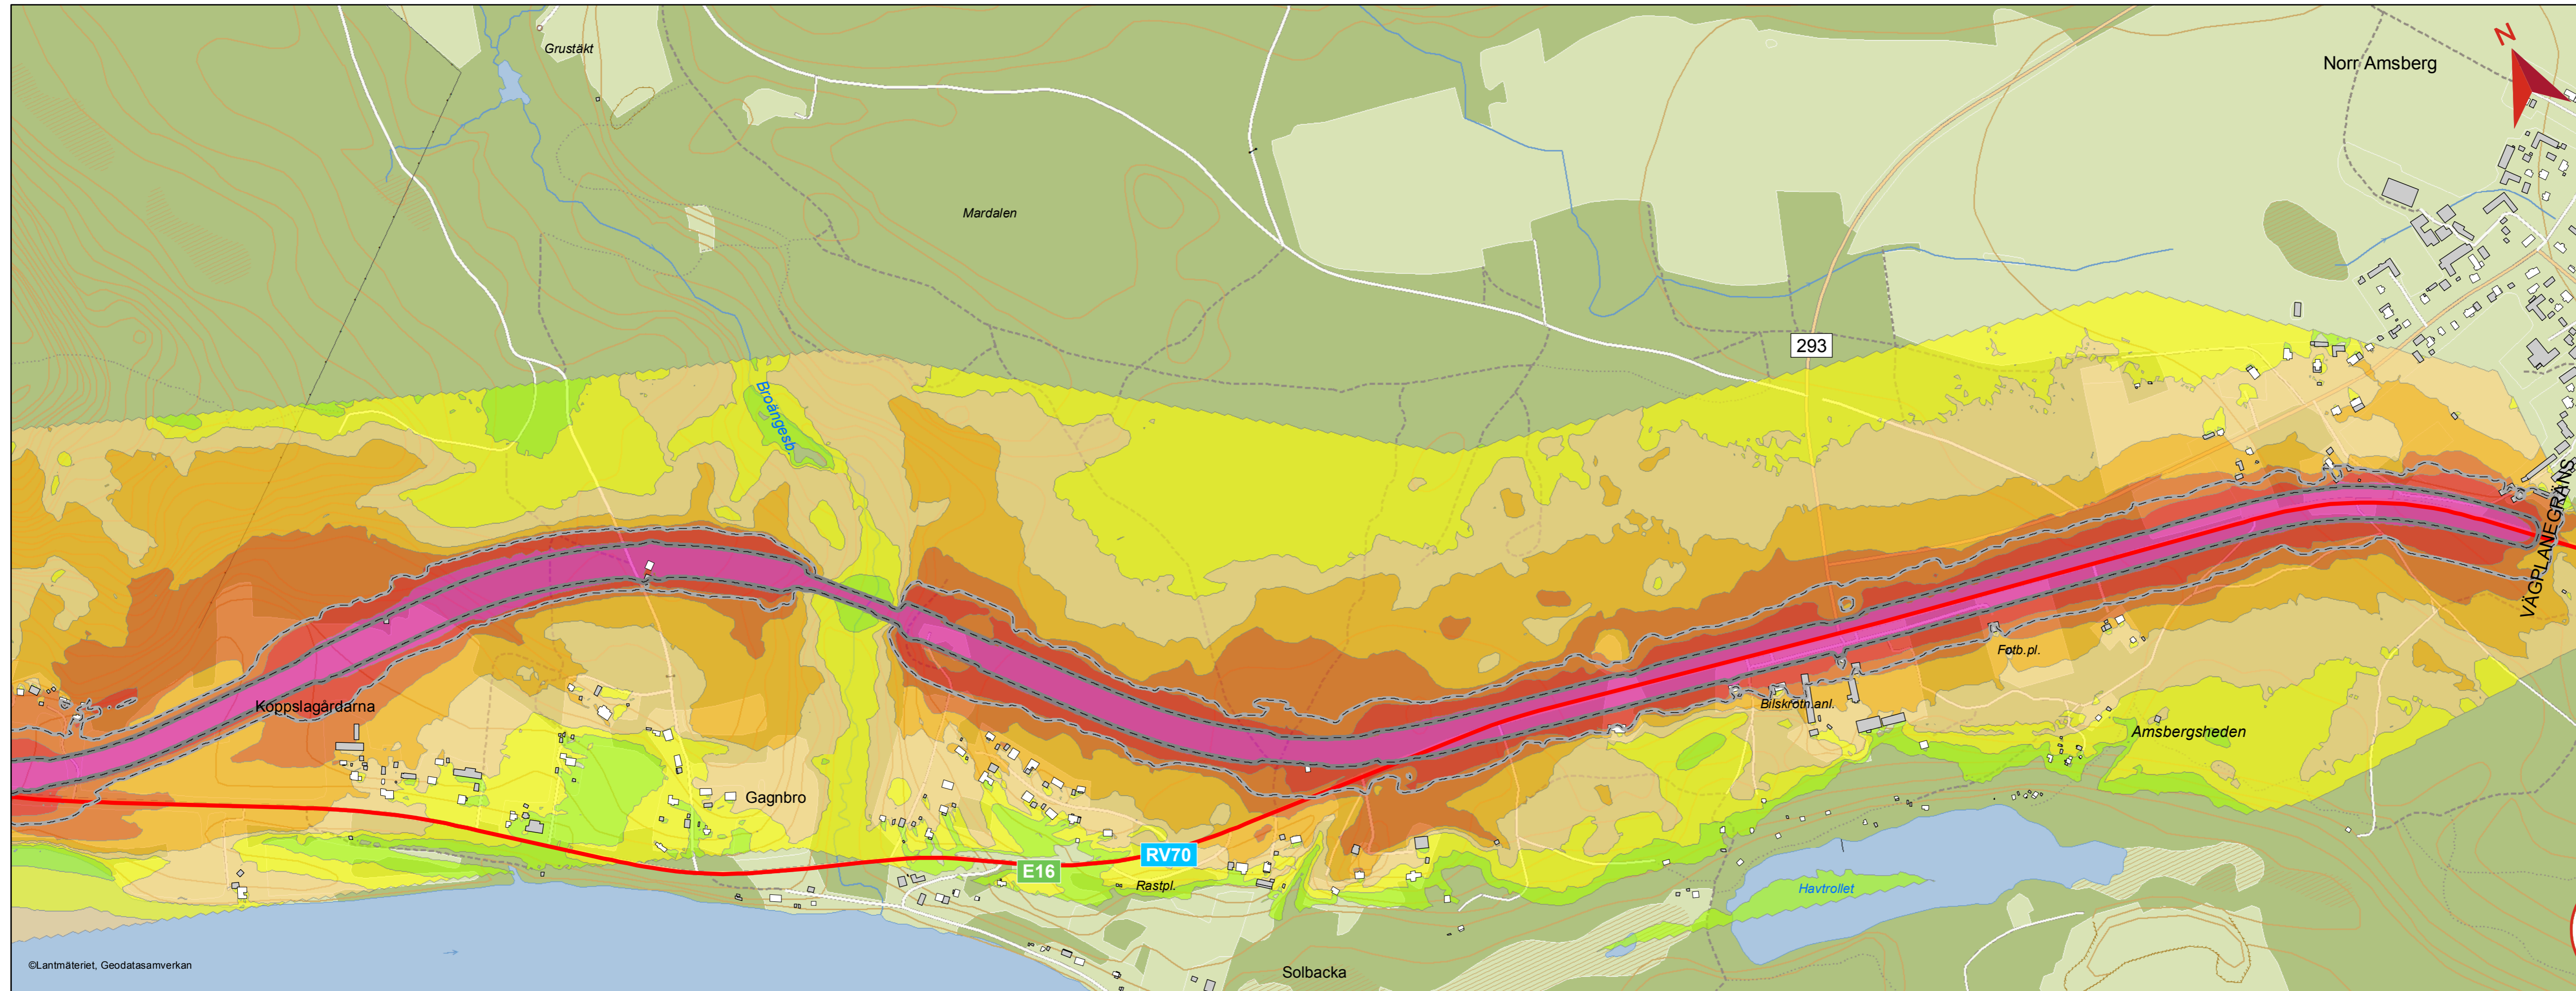 Grustäkt
N
Norr Amsberg
Mardalen
293
Broängesb.
VÄGPLANEGRÄNS
Fotb.pl.
Koppslagårdarna
Bilskrotn.anl.
Amsbergsheden
Gagnbro
RV70
E16
Rastpl.
Havtrollet
©Lantmäteriet, Geodatasamverkan
Solbacka